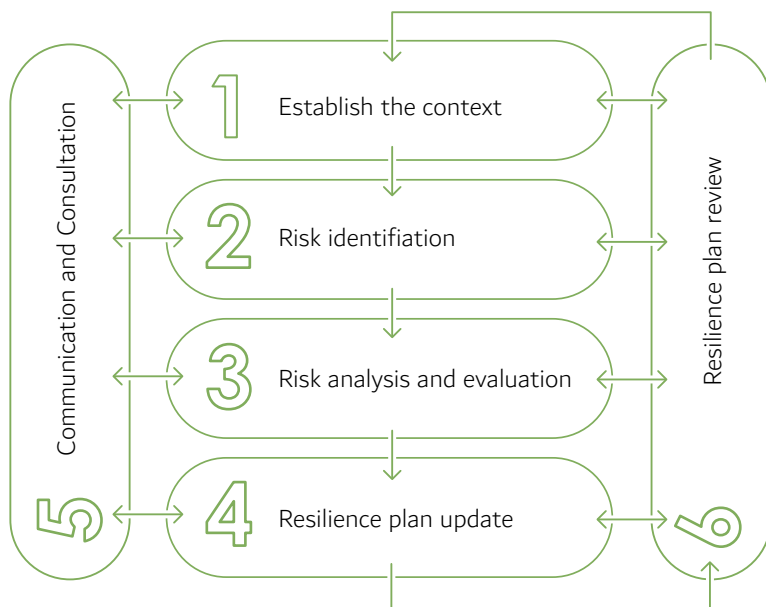 1
Establish the context
2
Risk identifiation
3
Risk analysis and evaluation
4
Resilience plan update
5
Communication and Consultation
6
Resilience plan review